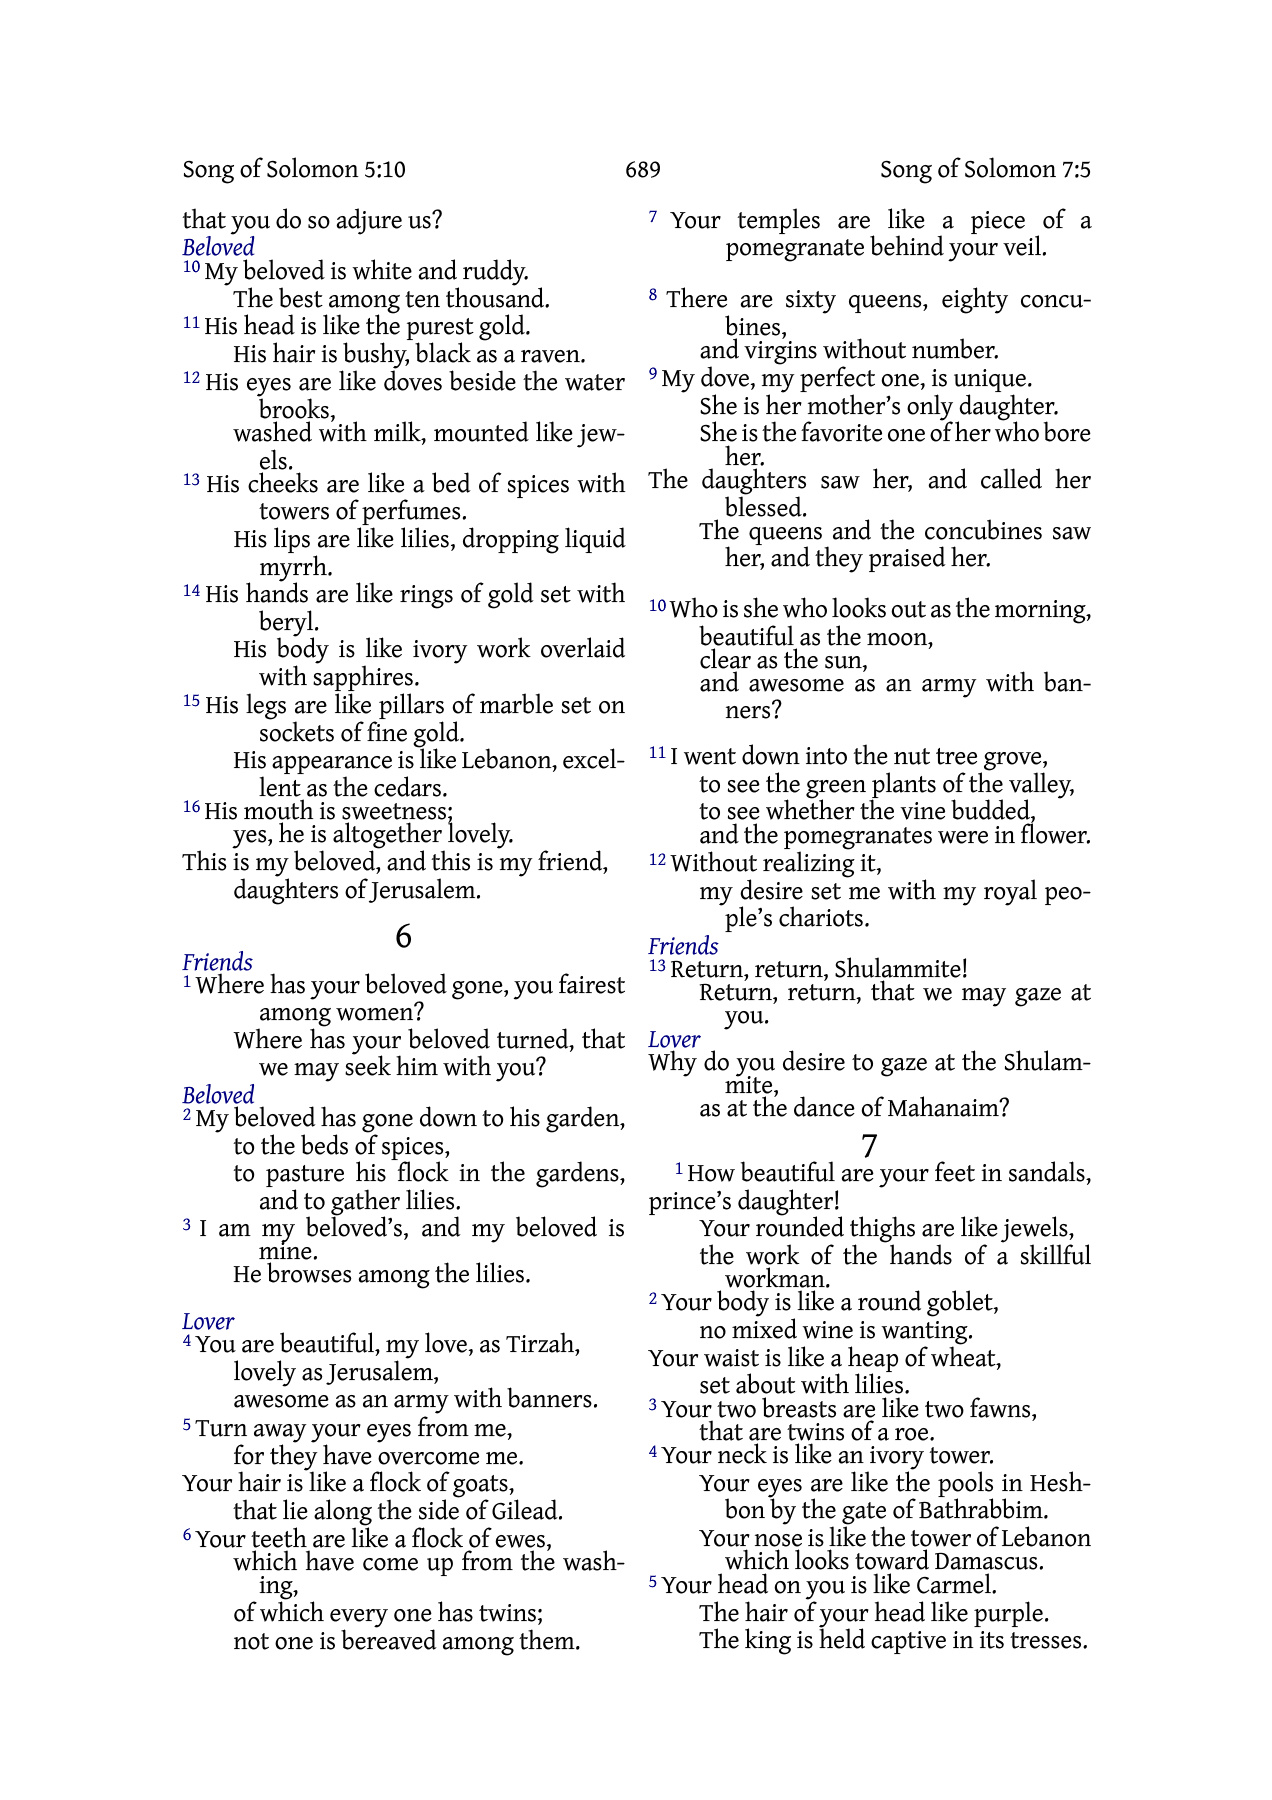 Song of Solomon 5:10
689
Song of Solomon 7:5
that you do so adjure us?
Beloved
10 My beloved is white and ruddy.
The best among ten thousand.
11 His head is like the purest gold.
His hair is bushy, black as a raven.
12 His eyes are like doves beside the water
brooks,
washed with milk, mounted like jew-
els.
13 His cheeks are like a bed of spices with
towers of perfumes.
His lips are like lilies, dropping liquid
myrrh.
14 His hands are like rings of gold set with
beryl.
His body is like ivory work overlaid
with sapphires.
15 His legs are like pillars of marble set on
sockets of fine gold.
His appearance is like Lebanon, excel-
lent as the cedars.
16 His mouth is sweetness;
yes, he is altogether lovely.
This is my beloved, and this is my friend,
daughters of Jerusalem.
6
Friends
1 Where has your beloved gone, you fairest
among women?
Where has your beloved turned, that
we may seek him with you?
Beloved
2 My beloved has gone down to his garden,
to the beds of spices,
to pasture his flock in the gardens,
and to gather lilies.
3 I am my beloved’s, and my beloved is
mine.
He browses among the lilies.
Lover
4 You are beautiful, my love, as Tirzah,
lovely as Jerusalem,
awesome as an army with banners.
5 Turn away your eyes from me,
for they have overcome me.
Your hair is like a flock of goats,
that lie along the side of Gilead.
6 Your teeth are like a flock of ewes,
which have come up from the wash-
ing,
of which every one has twins;
not one is bereaved among them.
7 Your temples are like a piece of a
pomegranate behind your veil.
8 There are sixty queens, eighty concu-
bines,
and virgins without number.
9 My dove, my perfect one, is unique.
She is her mother’s only daughter.
She is the favorite one of her who bore
her.
The daughters saw her, and called her
blessed.
The queens and the concubines saw
her, and they praised her.
10 Who is she who looks out as the morning,
beautiful as the moon,
clear as the sun,
and awesome as an army with ban-
ners?
11 I went down into the nut tree grove,
to see the green plants of the valley,
to see whether the vine budded,
and the pomegranates were in flower.
12 Without realizing it,
my desire set me with my royal peo-
ple’s chariots.
Friends
13 Return, return, Shulammite!
Return, return, that we may gaze at
you.
Lover
Why do you desire to gaze at the Shulam-
mite,
as at the dance of Mahanaim?
7
1 How beautiful are your feet in sandals,
prince’s daughter!
Your rounded thighs are like jewels,
the work of the hands of a skillful
workman.
2 Your body is like a round goblet,
no mixed wine is wanting.
Your waist is like a heap of wheat,
set about with lilies.
3 Your two breasts are like two fawns,
that are twins of a roe.
4 Your neck is like an ivory tower.
Your eyes are like the pools in Hesh-
bon by the gate of Bathrabbim.
Your nose is like the tower of Lebanon
which looks toward Damascus.
5 Your head on you is like Carmel.
The hair of your head like purple.
The king is held captive in its tresses.